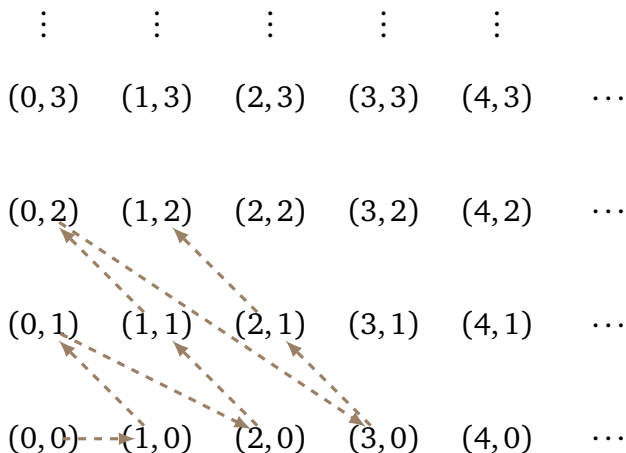 ⋮ ⋮ ⋮ ⋮ ⋮
(0, 3) (1, 3) (2, 3) (3, 3) (4, 3) ⋯
(0, 2) (1, 2) (2, 2) (3, 2) (4, 2) ⋯
(0, 1) (1, 1) (2, 1) (3, 1) (4, 1) ⋯
(0, 0) (1, 0) (2, 0) (3, 0) (4, 0) ⋯